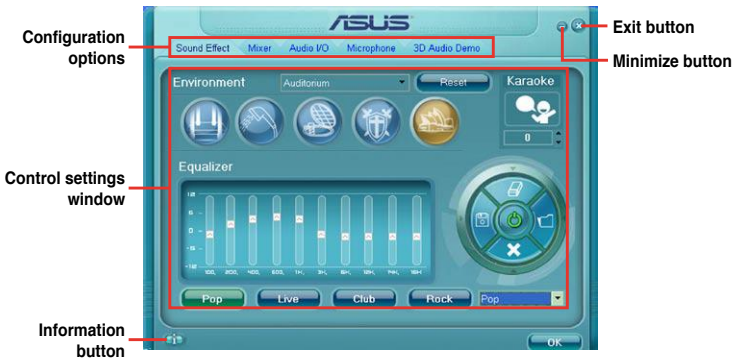 ASUS
Exit button
Minimize button
Configuration
options
Sound Effect Mixer Audio I/O Microphone 3D Audio Demo
Environment Auditorium Reset Karaoke
0
Control settings
window
Equalizer
Pop Live Club Rock Pop
Information
button
OK